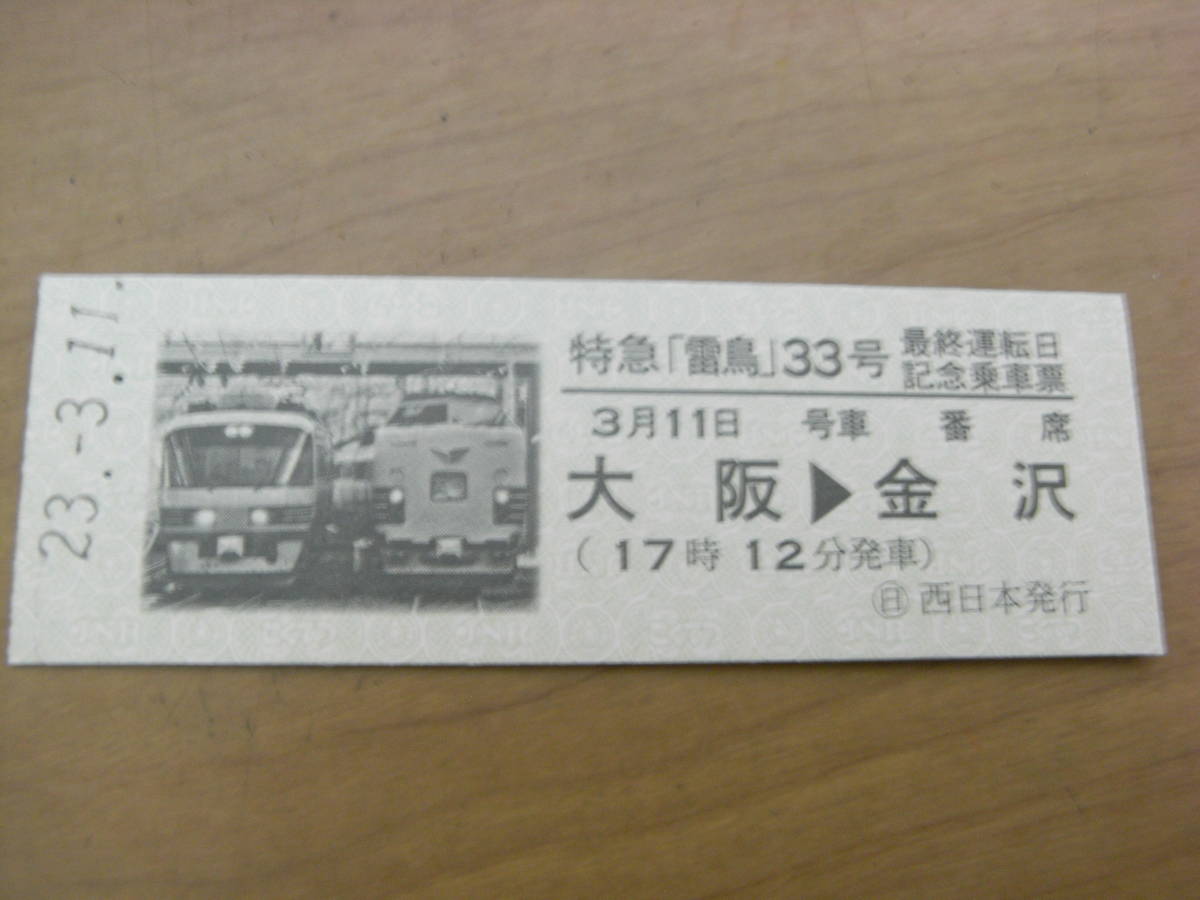 23.-3.11.
特急「雷鳥」33号 最終運転日
記念乗車票
3月11日 号車 番 席
大阪▶金沢
(17時12分発車)
㊐西日本発行